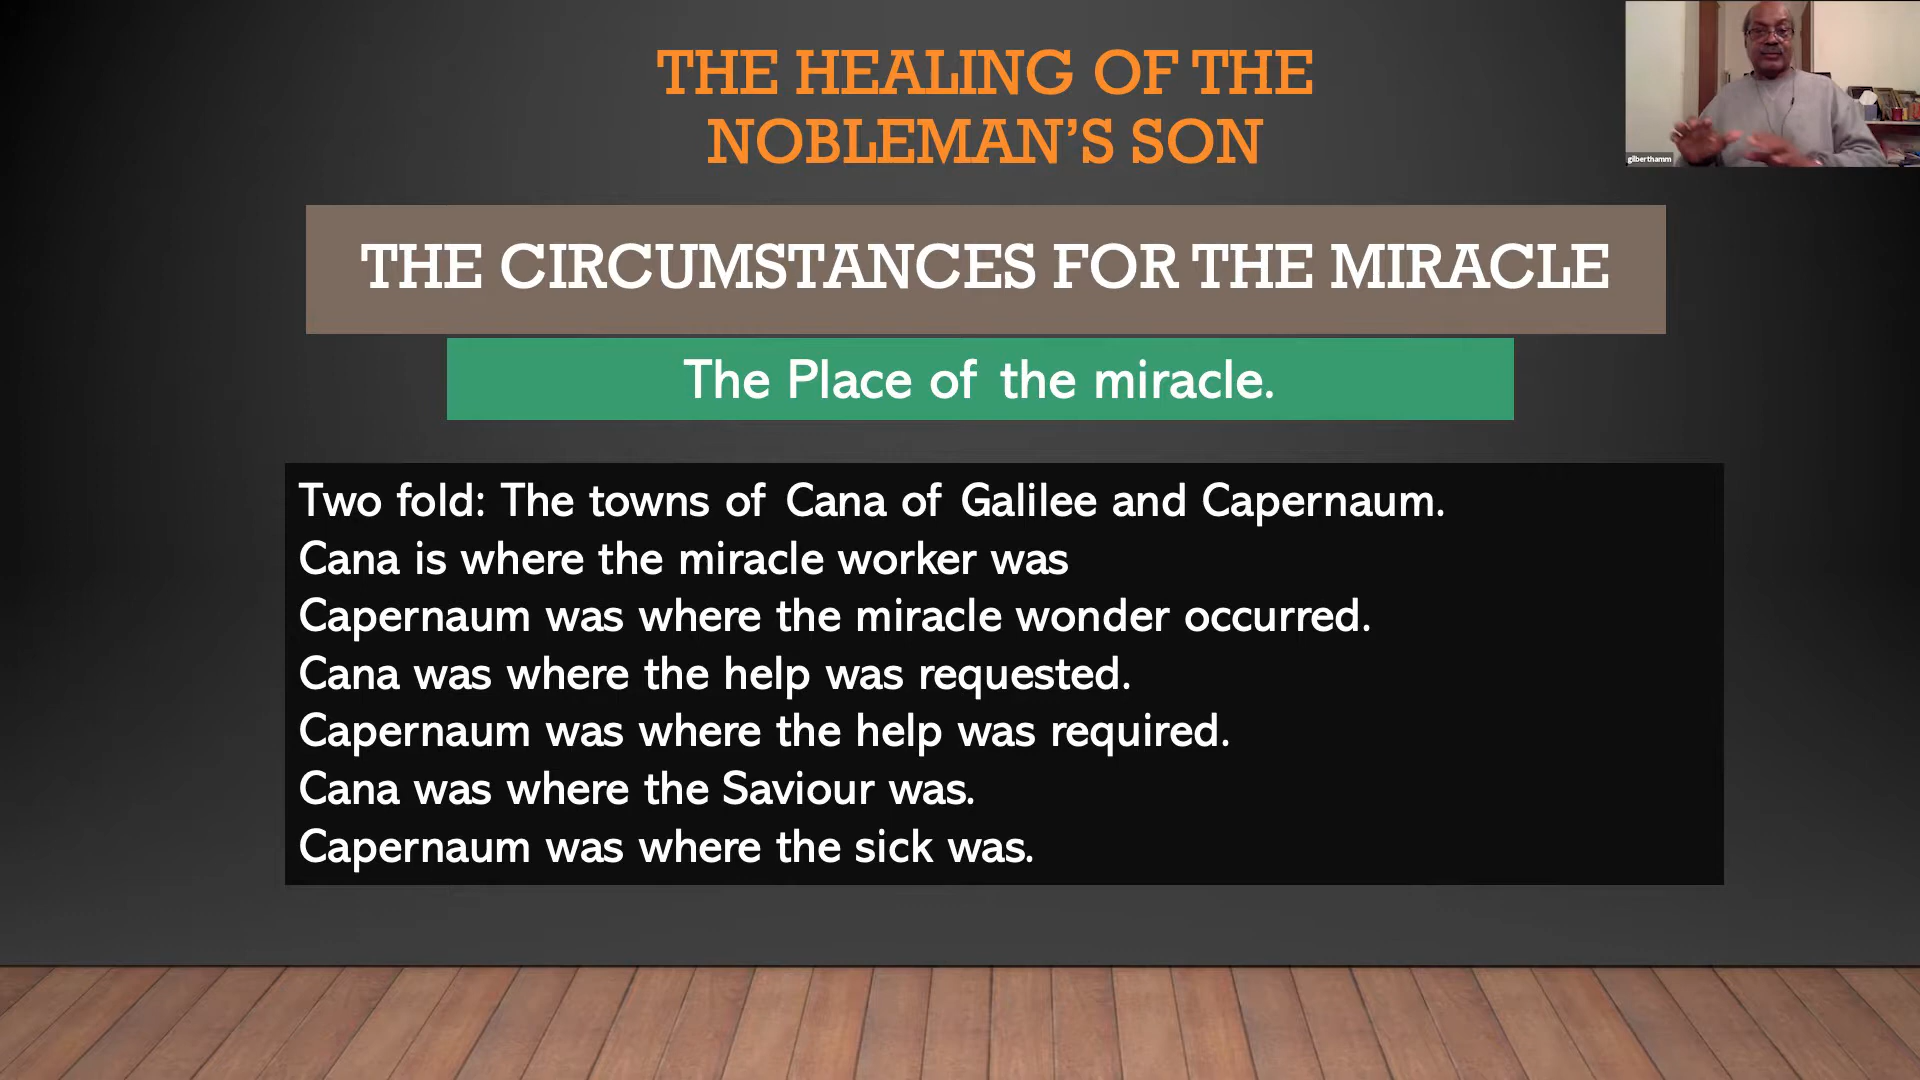 THE HEALING OF THE
NOBLEMAN’S SON
gilberthamm
THE CIRCUMSTANCES FOR THE MIRACLE
The Place of the miracle.
Two fold: The towns of Cana of Galilee and Capernaum.
Cana is where the miracle worker was
Capernaum was where the miracle wonder occurred.
Cana was where the help was requested.
Capernaum was where the help was required.
Cana was where the Saviour was.
Capernaum was where the sick was.